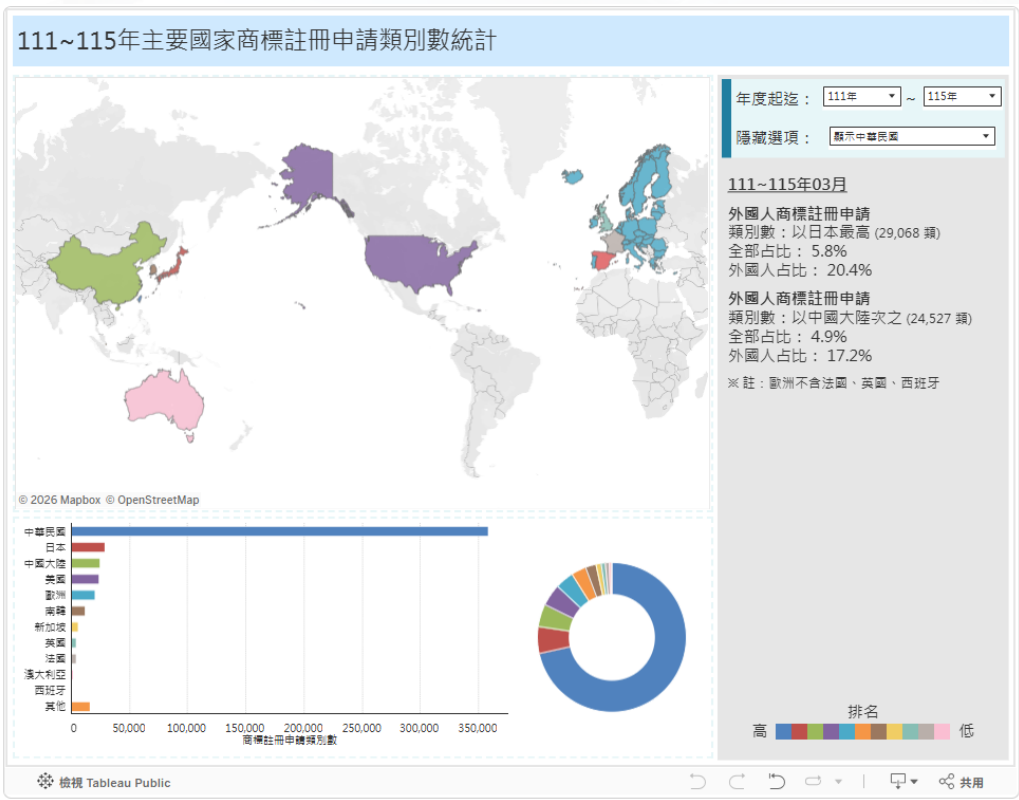 111~115年主要國家商標註冊申請類別數統計
年度起迄： 111年 ~ 115年
隱藏選項： 顯示中華民國
111~115年03月
外國人商標註冊申請
類別數：以日本最高 (29,068 類)
全部占比： 5.8%
外國人占比： 20.4%
外國人商標註冊申請
類別數：以中國大陸次之 (24,527 類)
全部占比： 4.9%
外國人占比： 17.2%
※ 註：歐洲不含法國、英國、西班牙
© 2026 Mapbox © OpenStreetMap
中華民國
日本
中國大陸
美國
歐洲
南韓
新加坡
英國
法國
澳大利亞
西班牙
其他
0 50,000 100,000 150,000 200,000 250,000 300,000 350,000
商標註冊申請類別數
排名
高 低
檢視 Tableau Public
共用